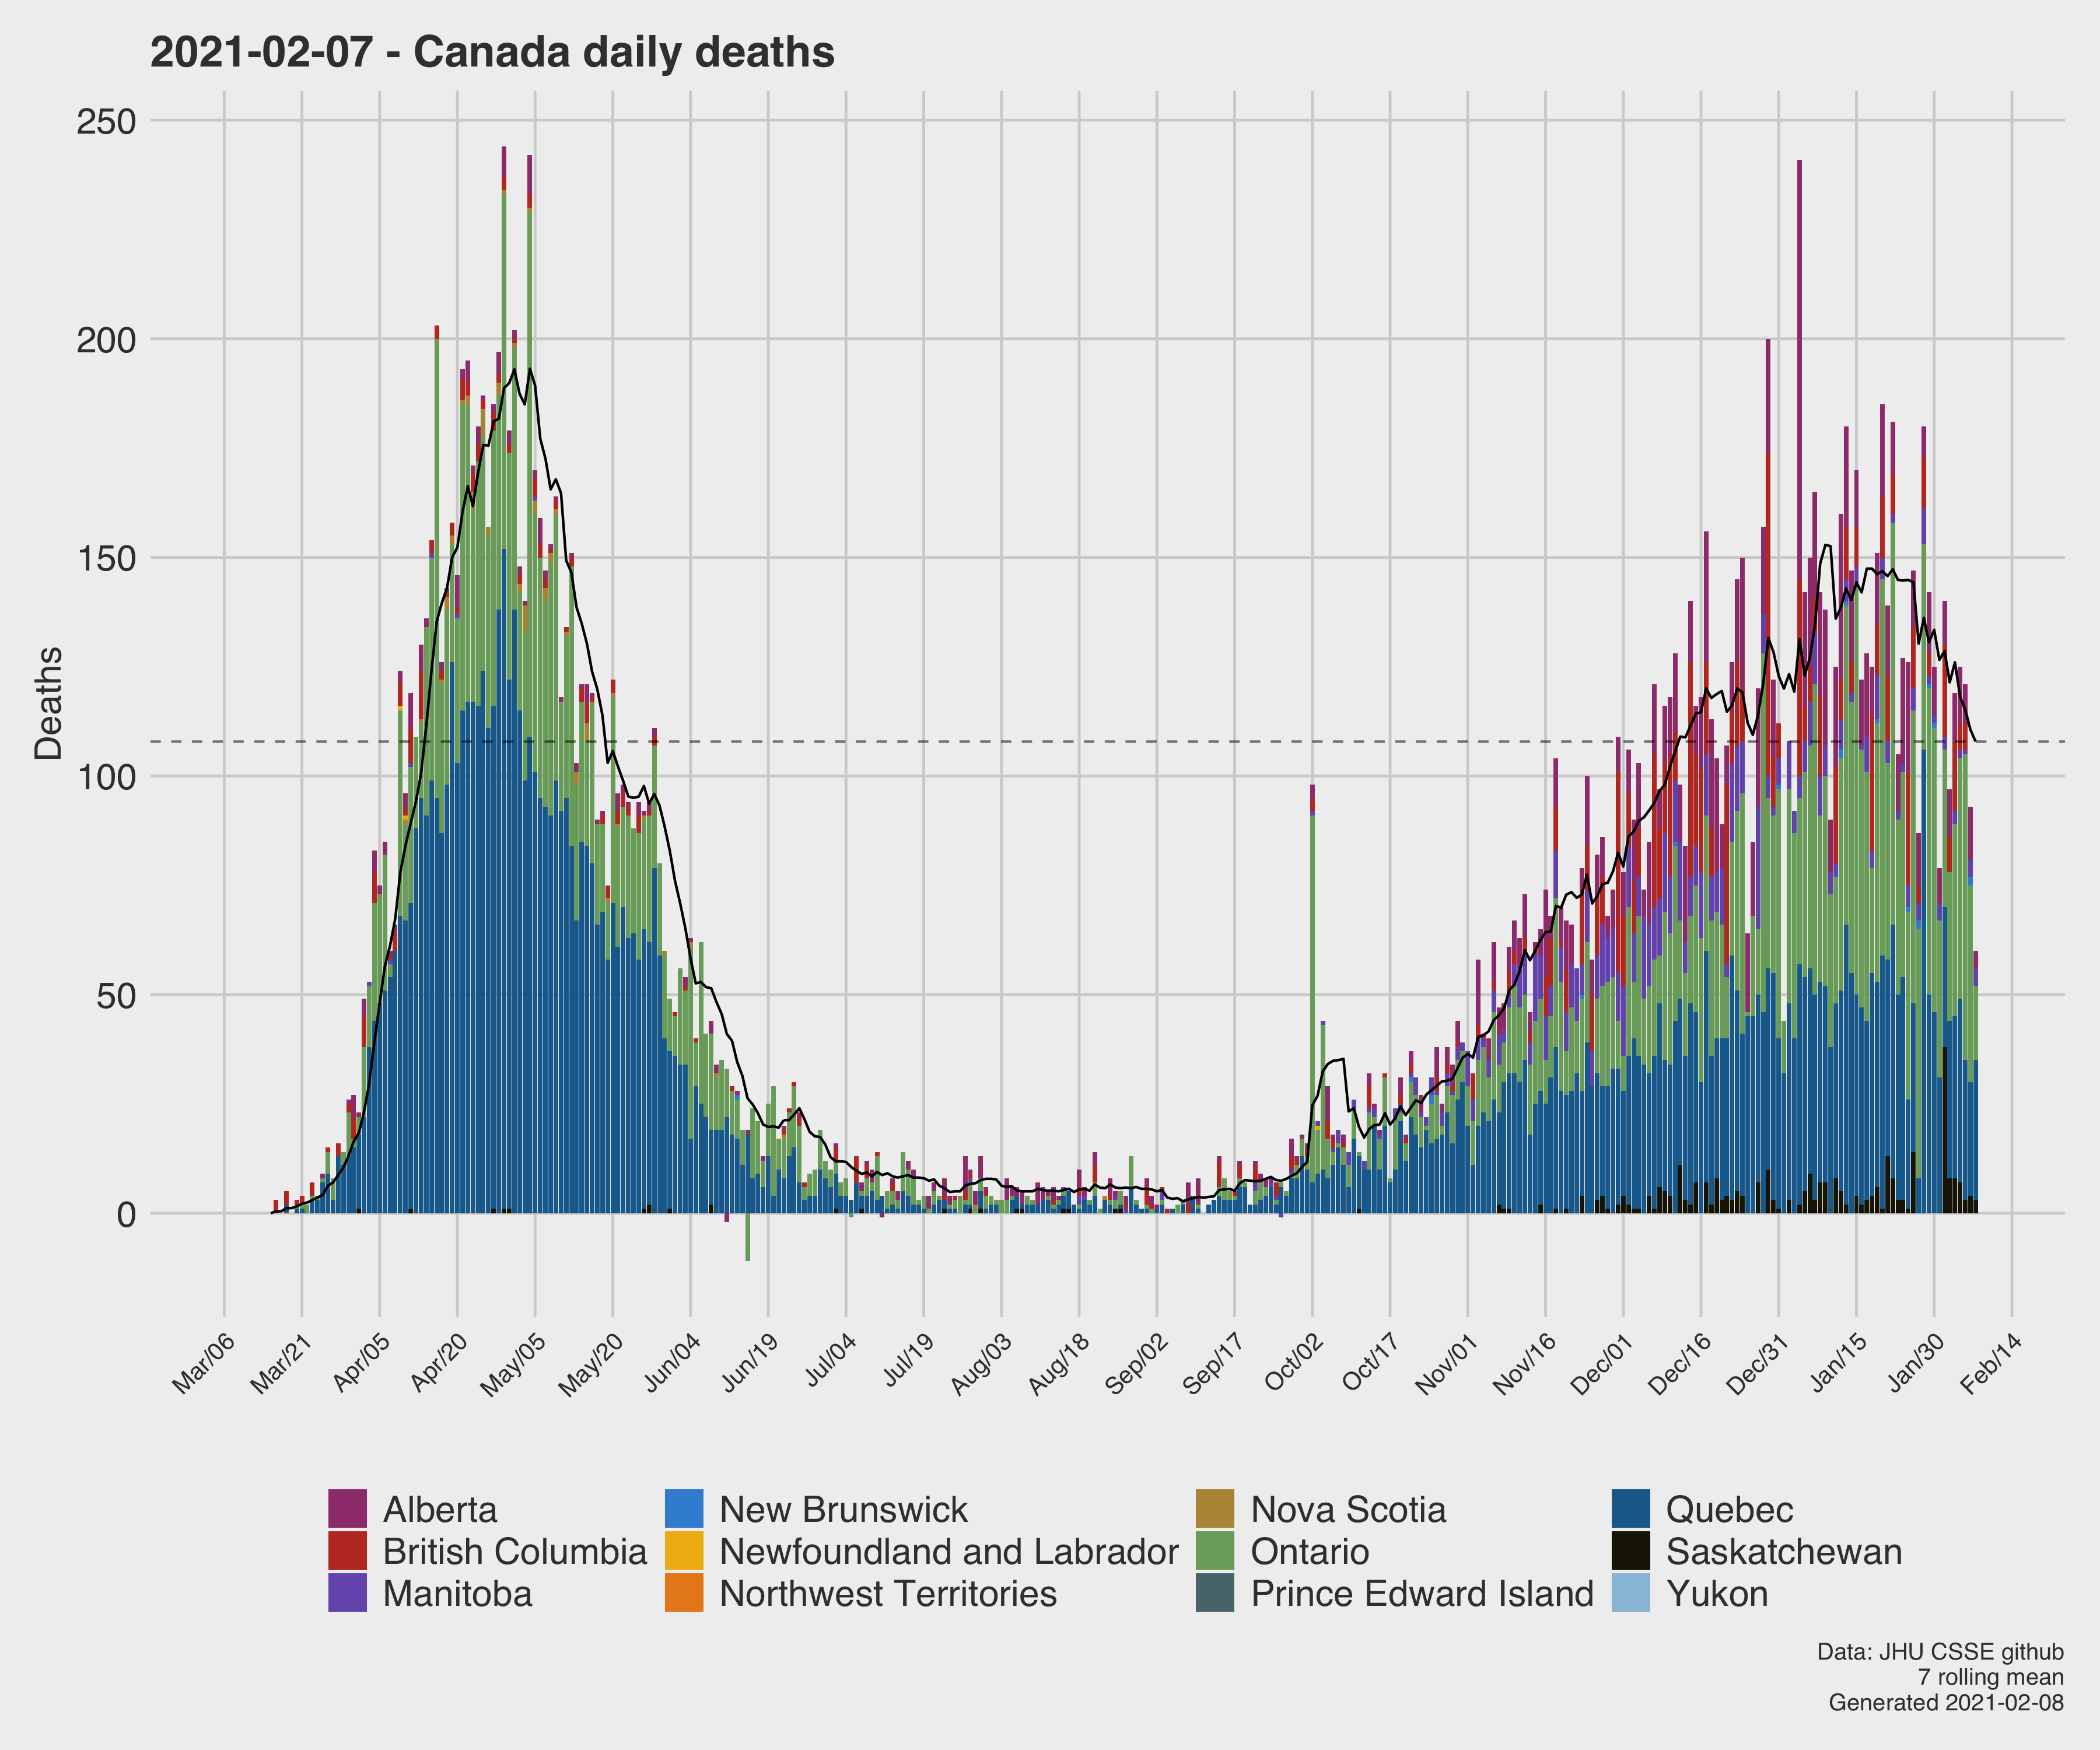 2021-02-07 - Canada daily deaths
250
200
150
100
50
0
Deaths
Mar/06 Mar/21 Apr/05 Apr/20 May/05 May/20 Jun/04 Jun/19 Jul/04 Jul/19 Aug/03 Aug/18 Sep/02 Sep/17 Oct/02 Oct/17 Nov/01 Nov/16 Dec/01 Dec/16 Dec/31 Jan/15 Jan/30 Feb/14
Alberta New Brunswick Nova Scotia Quebec
British Columbia Newfoundland and Labrador Ontario Saskatchewan
Manitoba Northwest Territories Prince Edward Island Yukon
Data: JHU CSSE github
7 rolling mean
Generated 2021-02-08